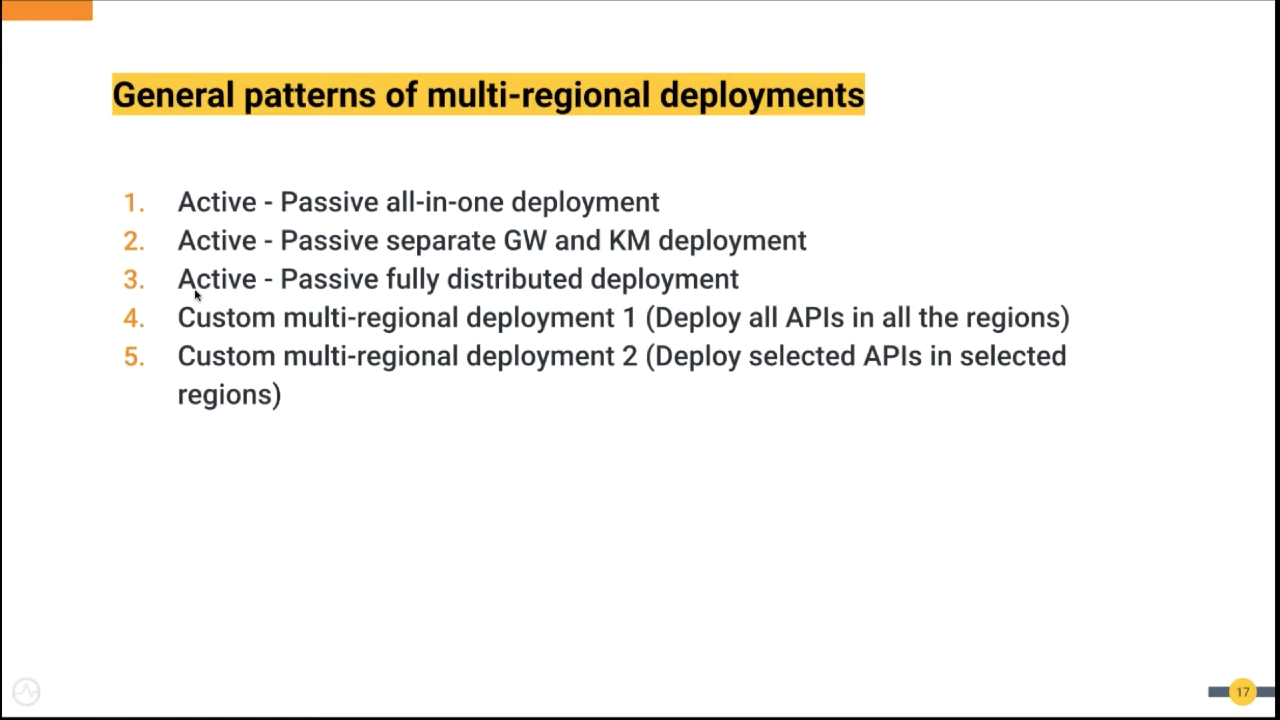 General patterns of multi-regional deployments
1. Active - Passive all-in-one deployment
2. Active - Passive separate GW and KM deployment
3. Active - Passive fully distributed deployment
4. Custom multi-regional deployment 1 (Deploy all APIs in all the regions)
5. Custom multi-regional deployment 2 (Deploy selected APIs in selected
regions)
17